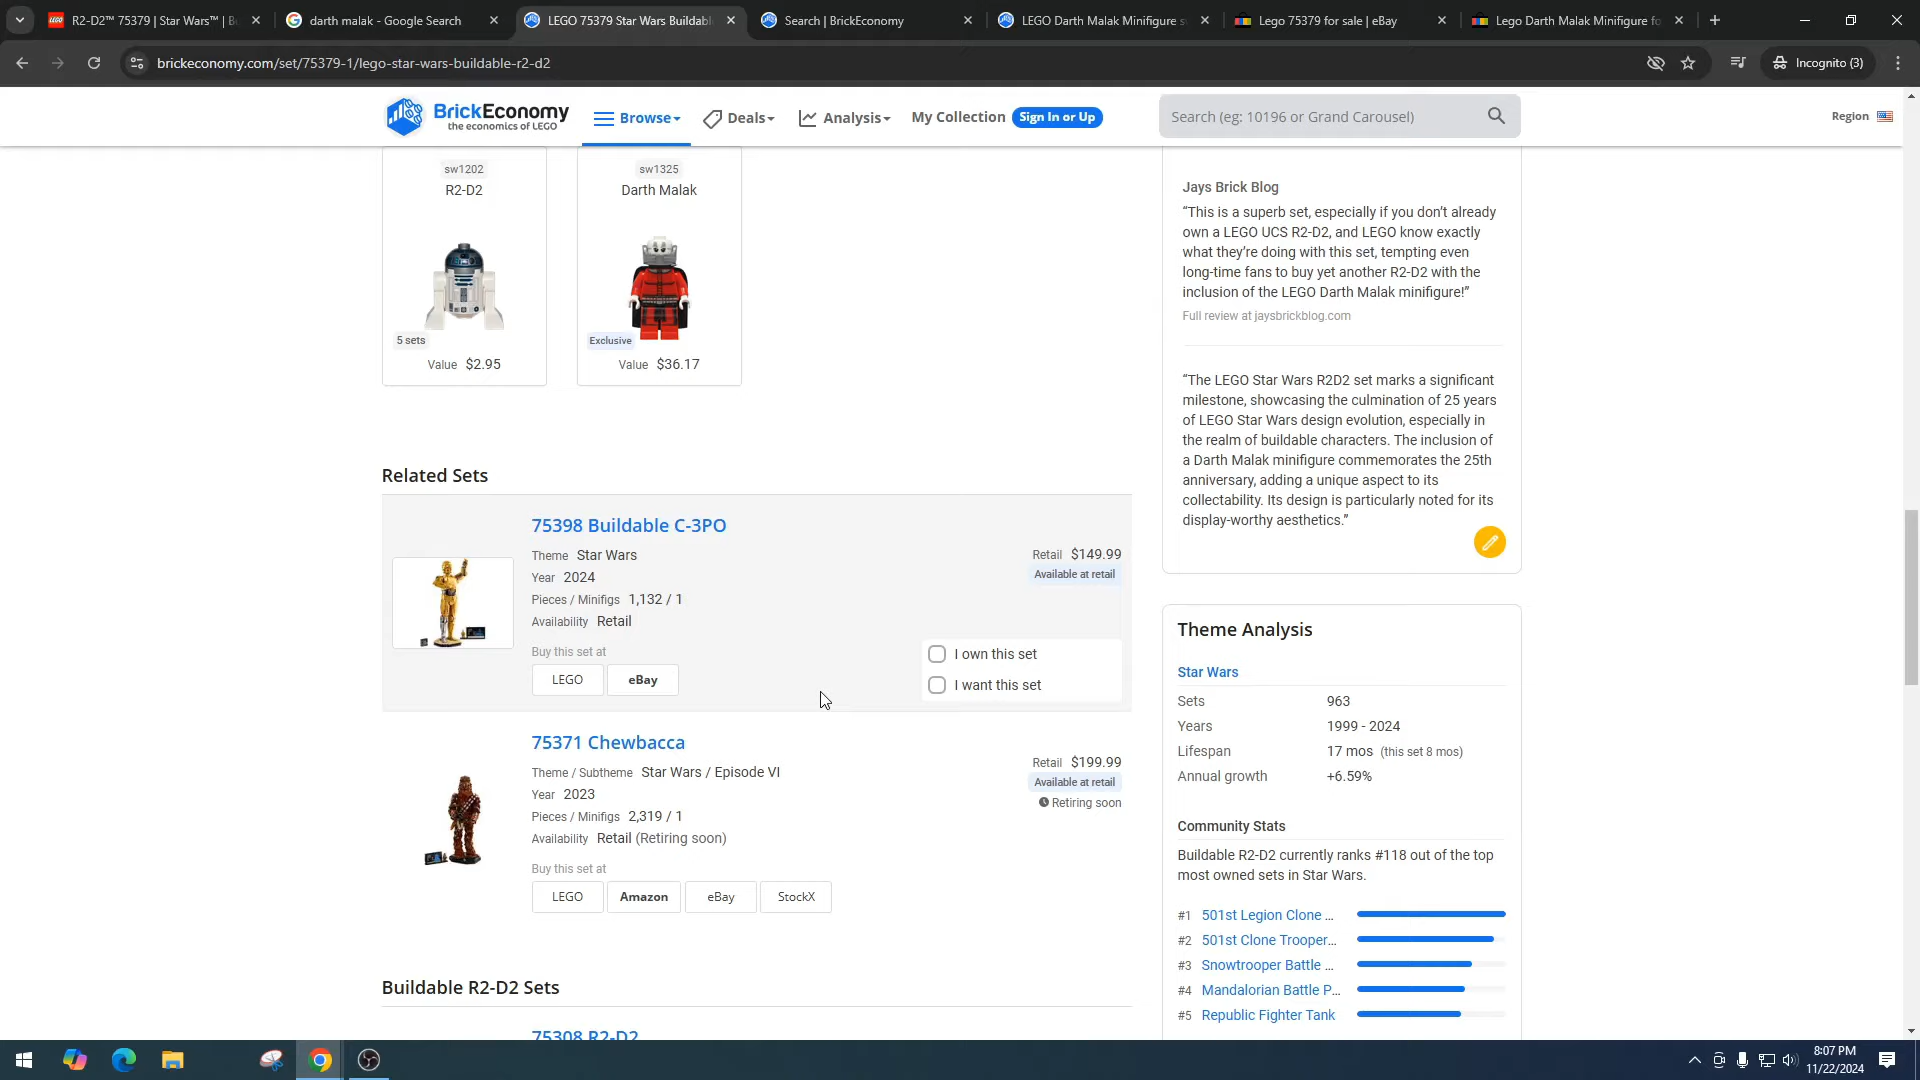 R2-D2™ 75379 | Star Wars™ | B
darth malak - Google Search
LEGO 75379 Star Wars Buildabl
Search | BrickEconomy
LEGO Darth Malak Minifigure s
Lego 75379 for sale | eBay
Lego Darth Malak Minifigure fo
brickeconomy.com/set/75379-1/lego-star-wars-buildable-r2-d2
Incognito (3)
BrickEconomy
the economics of LEGO
Browse
Deals
Analysis
My Collection
Sign In or Up
Search (eg: 10196 or Grand Carousel)
Region
sw1202
R2-D2
5 sets
Value $2.95
sw1325
Darth Malak
Exclusive
Value $36.17
Related Sets
75398 Buildable C-3PO
Theme Star Wars
Year 2024
Pieces / Minifigs 1,132 / 1
Availability Retail
Buy this set at
LEGO
eBay
Retail $149.99
Available at retail
I own this set
I want this set
75371 Chewbacca
Theme / Subtheme Star Wars / Episode VI
Year 2023
Pieces / Minifigs 2,319 / 1
Availability Retail (Retiring soon)
Buy this set at
LEGO
Amazon
eBay
StockX
Retail $199.99
Available at retail
Retiring soon
Buildable R2-D2 Sets
75308 R2-D2
Jays Brick Blog
“This is a superb set, especially if you don’t already
own a LEGO UCS R2-D2, and LEGO know exactly
what they’re doing with this set, tempting even
long-time fans to buy yet another R2-D2 with the
inclusion of the LEGO Darth Malak minifigure!”
Full review at jaysbrickblog.com
“The LEGO Star Wars R2D2 set marks a significant
milestone, showcasing the culmination of 25 years
of LEGO Star Wars design evolution, especially in
the realm of buildable characters. The inclusion of
a Darth Malak minifigure commemorates the 25th
anniversary, adding a unique aspect to its
collectability. Its design is particularly noted for its
display-worthy aesthetics.”
Theme Analysis
Star Wars
Sets 963
Years 1999 - 2024
Lifespan 17 mos (this set 8 mos)
Annual growth +6.59%
Community Stats
Buildable R2-D2 currently ranks #118 out of the top
most owned sets in Star Wars.
#1 501st Legion Clone ...
#2 501st Clone Trooper...
#3 Snowtrooper Battle ...
#4 Mandalorian Battle P...
#5 Republic Fighter Tank
8:07 PM
11/22/2024